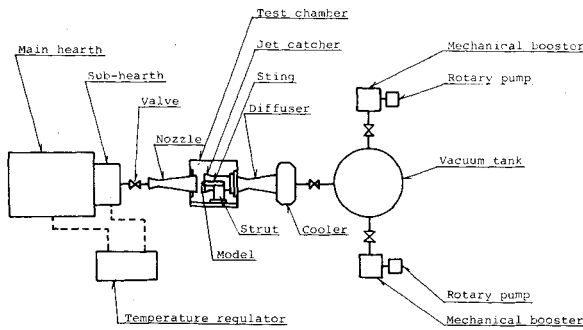 Test chamber
Jet catcher
Main hearth
Mechanical booster
Sub-hearth
Sting
Rotary pump
Valve
Diffuser
Nozzle
Vacuum tank
Strut
Cooler
Model
Rotary pump
Temperature regulator
Mechanical booster